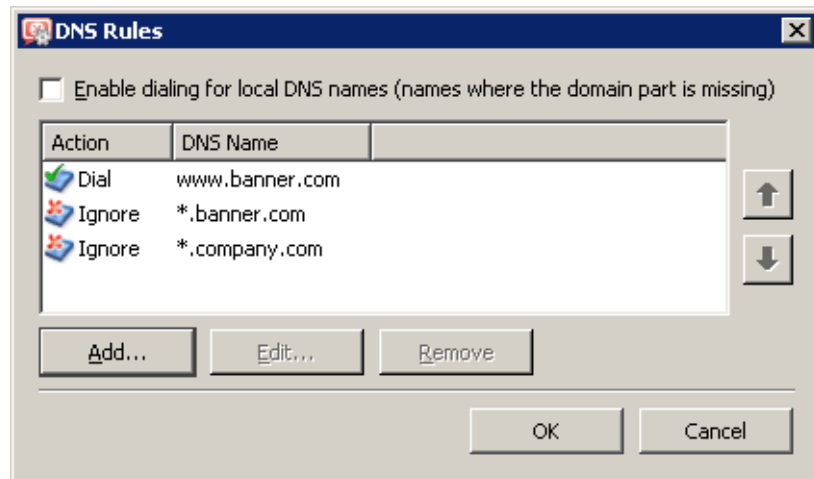 DNS Rules
Enable dialing for local DNS names (names where the domain part is missing)
Action DNS Name
Dial www.banner.com
Ignore *.banner.com
Ignore *.company.com
Add... Edit... Remove
OK Cancel